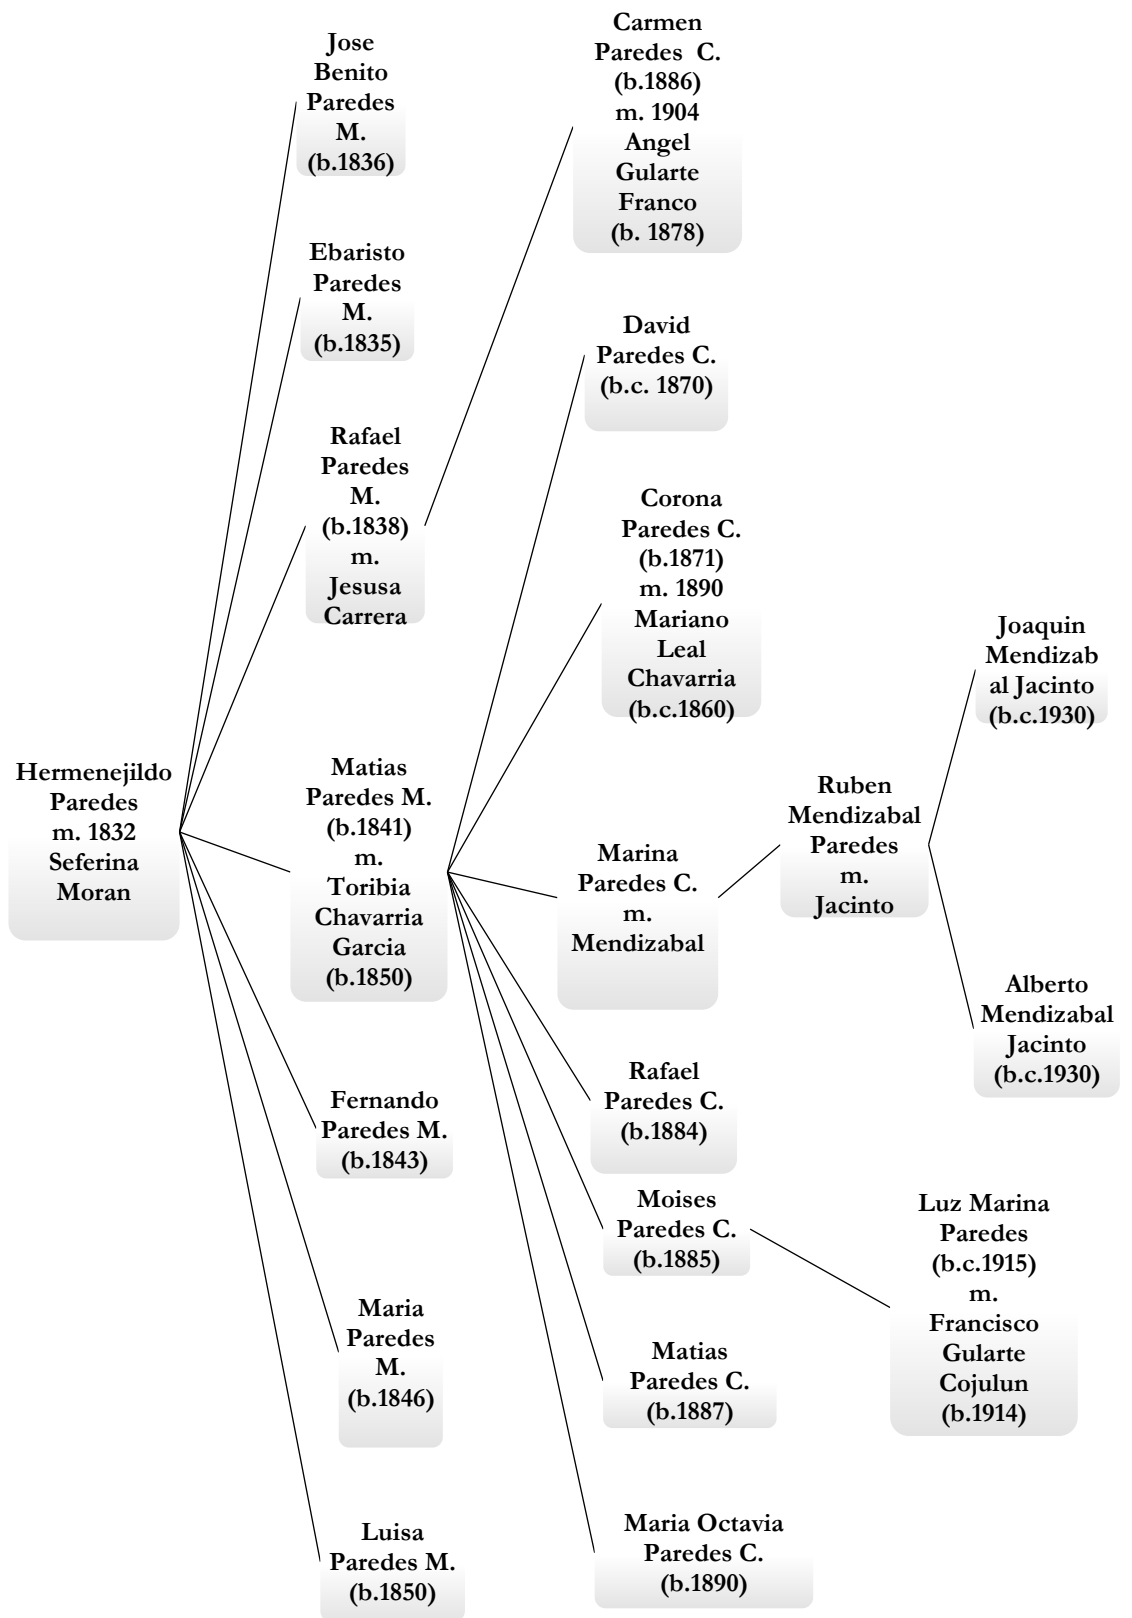 Hermenejildo
Paredes
m. 1832
Seferina
Moran
Jose
Benito
Paredes
M.
(b.1836)
Ebaristo
Paredes
M.
(b.1835)
Rafael
Paredes
M.
(b.1838)
m.
Jesusa
Carrera
Matias
Paredes M.
(b.1841)
m.
Toribia
Chavarria
Garcia
(b.1850)
Fernando
Paredes M.
(b.1843)
Maria
Paredes
M.
(b.1846)
Luisa
Paredes M.
(b.1850)
Carmen
Paredes  C.
(b.1886)
m. 1904
Angel
Gularte
Franco
(b. 1878)
David
Paredes C.
(b.c. 1870)
Corona
Paredes C.
(b.1871)
m. 1890
Mariano
Leal
Chavarria
(b.c.1860)
Marina
Paredes C.
m.
Mendizabal
Rafael
Paredes C.
(b.1884)
Moises
Paredes C.
(b.1885)
Matias
Paredes C.
(b.1887)
Maria Octavia
Paredes C.
(b.1890)
Ruben
Mendizabal
Paredes
m.
Jacinto
Luz Marina
Paredes
(b.c.1915)
m.
Francisco
Gularte
Cojulun
(b.1914)
Joaquin
Mendizab
al Jacinto
(b.c.1930)
Alberto
Mendizabal
Jacinto
(b.c.1930)